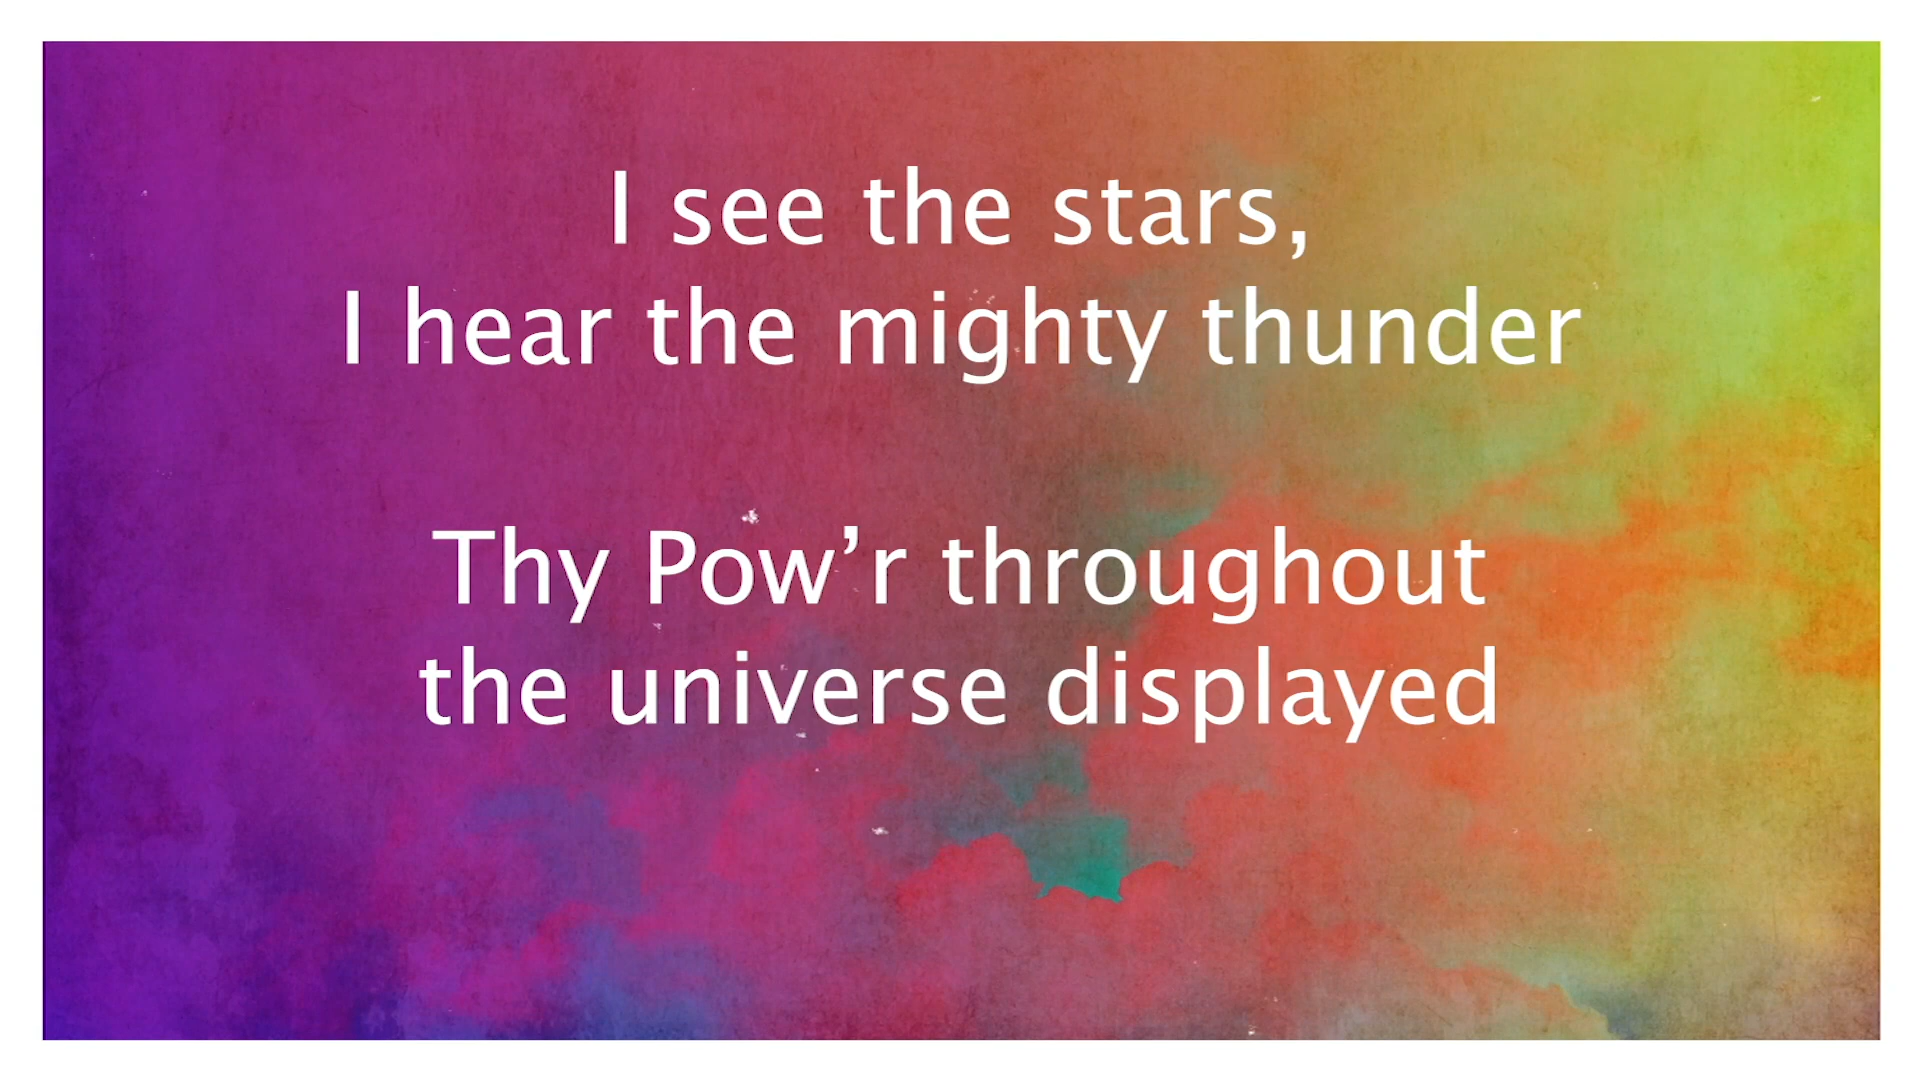 I see the stars,
I hear the mighty thunder
Thy Pow’r throughout
the universe displayed